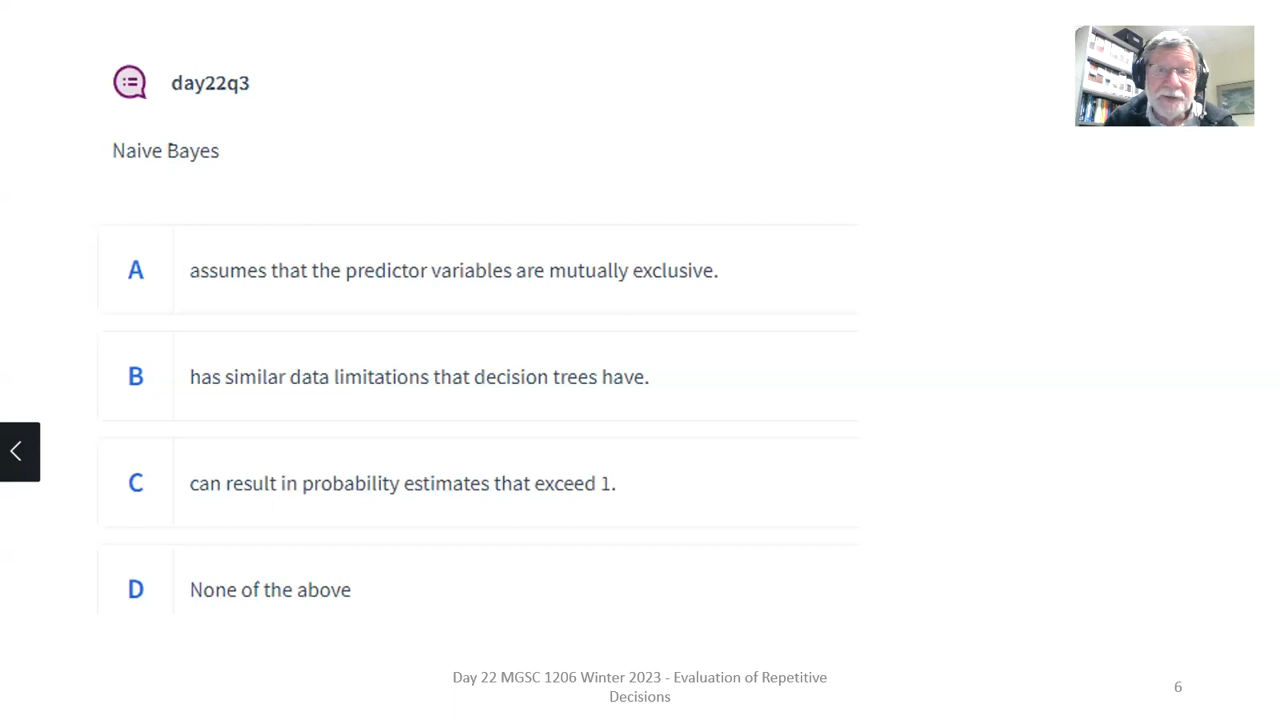 day22q3
Naive Bayes
A assumes that the predictor variables are mutually exclusive.
B has similar data limitations that decision trees have.
C can result in probability estimates that exceed 1.
D None of the above
Day 22 MGSC 1206 Winter 2023 - Evaluation of Repetitive
Decisions
6